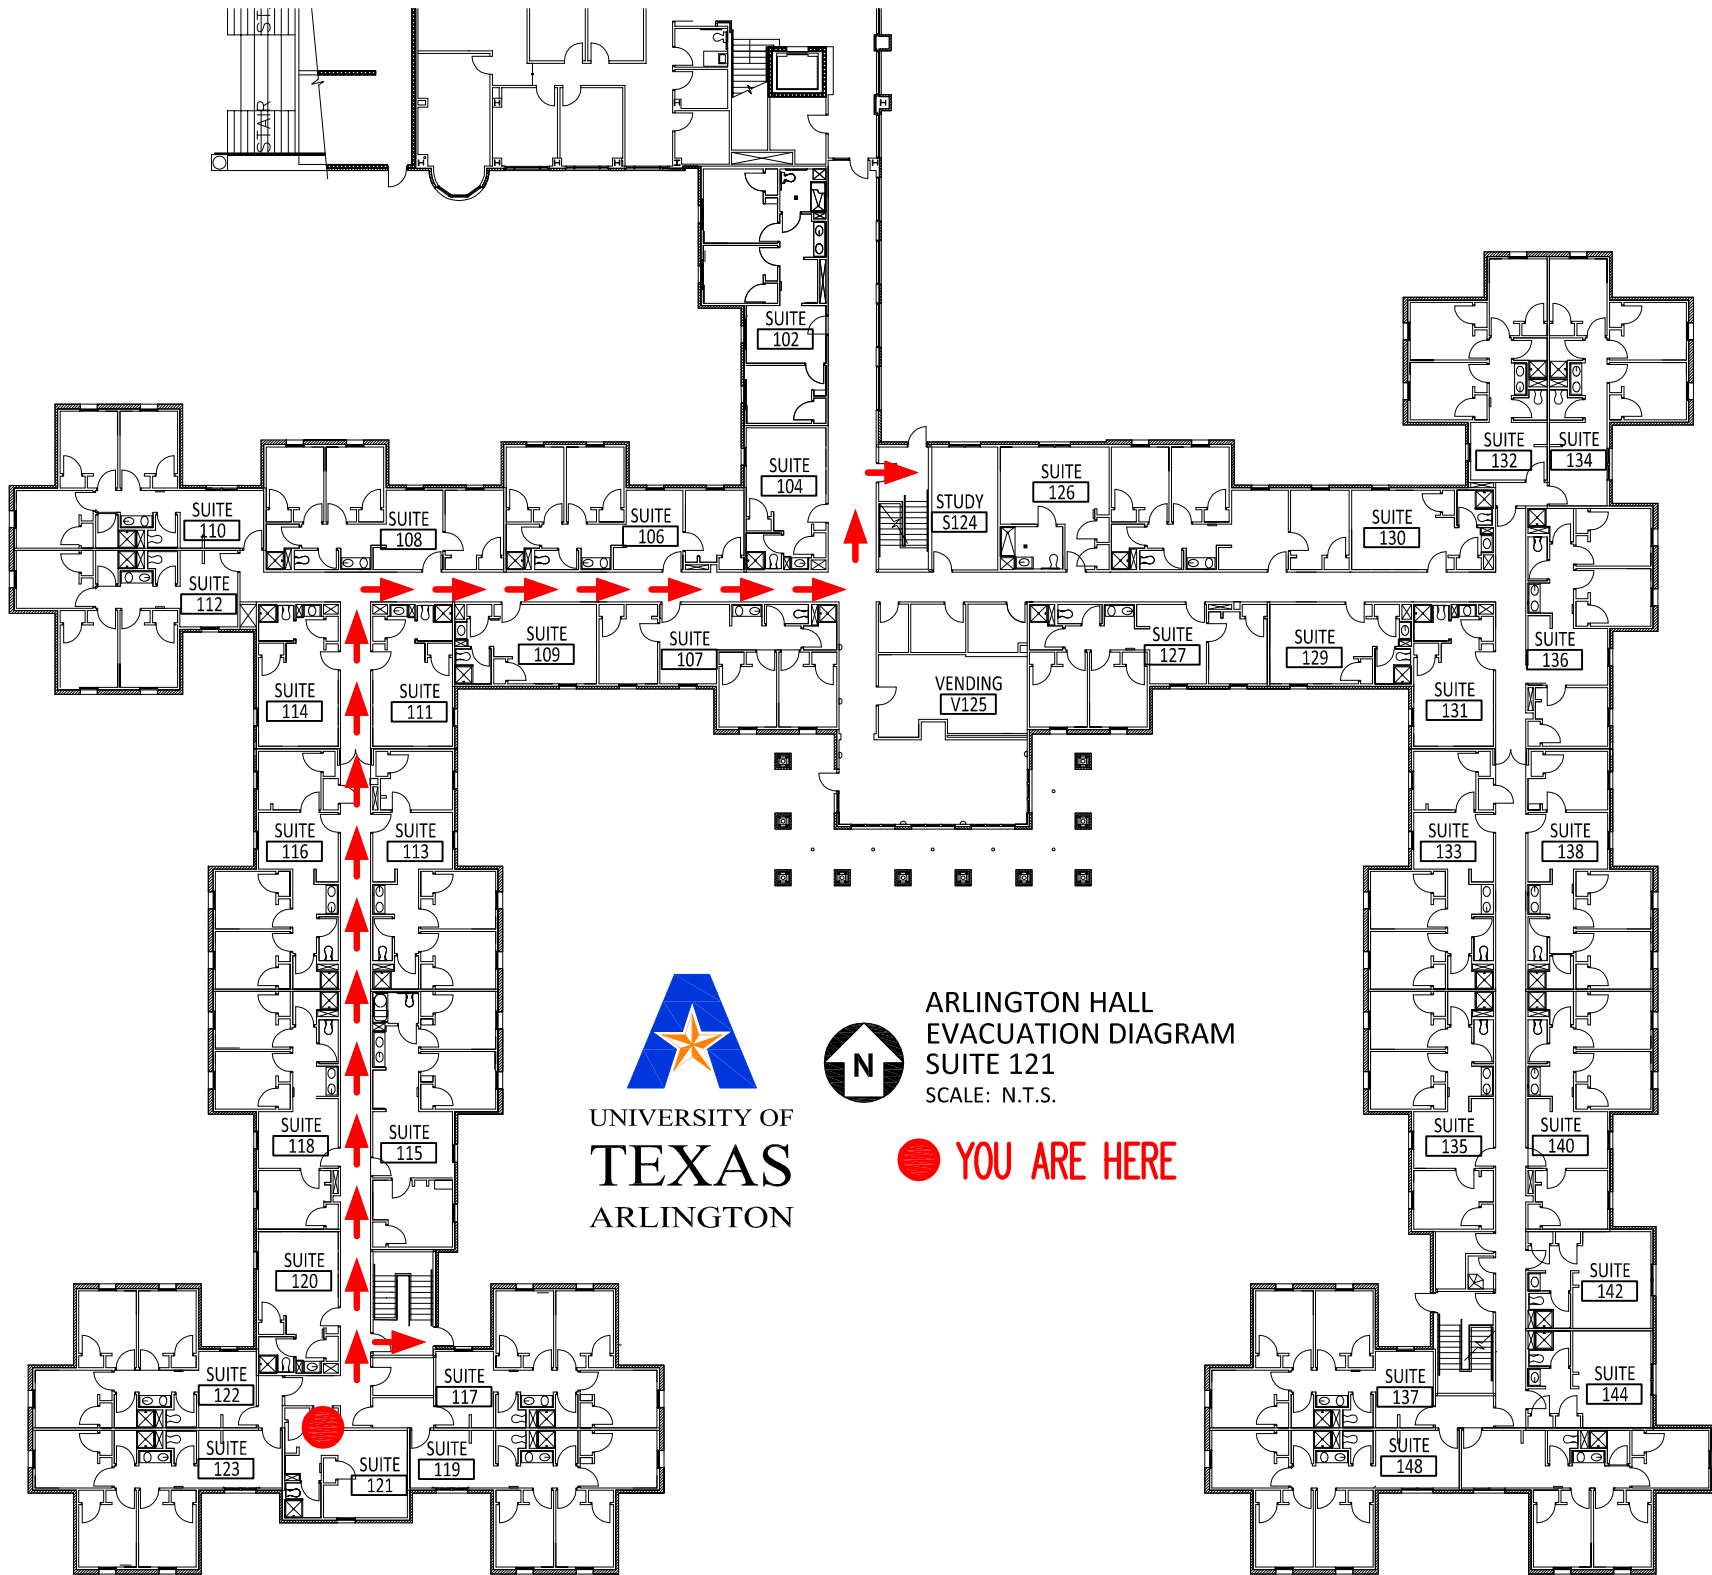 ST
STAIR
SUITE
102
SUITE
104
STUDY
S124
SUITE
126
SUITE
130
SUITE
132
SUITE
134
SUITE
110
SUITE
108
SUITE
106
SUITE
112
SUITE
109
SUITE
107
SUITE
127
SUITE
129
SUITE
136
SUITE
114
SUITE
111
VENDING
V125
SUITE
131
SUITE
116
SUITE
113
SUITE
133
SUITE
138
SUITE
118
SUITE
115
SUITE
135
SUITE
140
UNIVERSITY OF
TEXAS
ARLINGTON
N
ARLINGTON HALL
EVACUATION DIAGRAM
SUITE 121
SCALE: N.T.S.
YOU ARE HERE
SUITE
120
SUITE
142
SUITE
122
SUITE
117
SUITE
137
SUITE
144
SUITE
123
SUITE
121
SUITE
119
SUITE
148